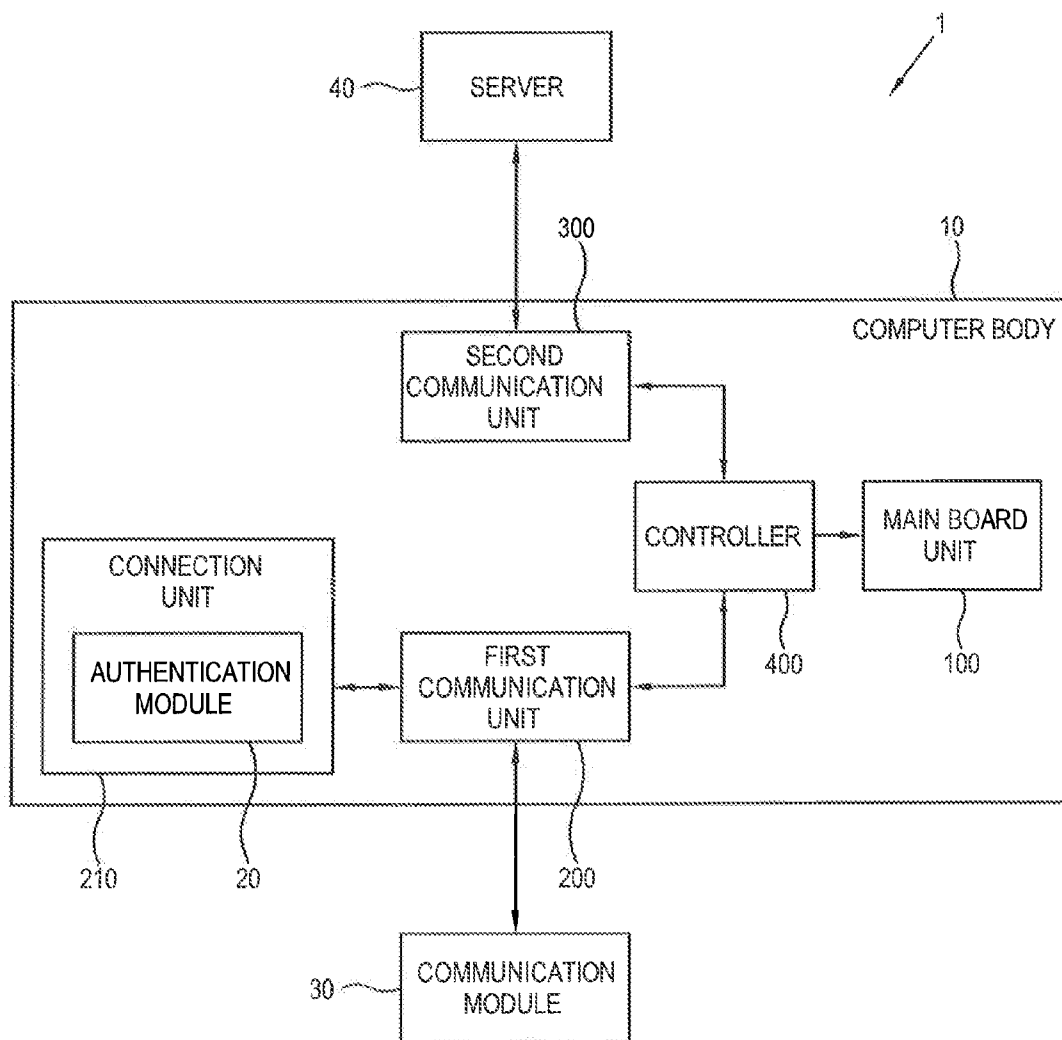 1
40
SERVER
300
10
COMPUTER BODY
SECOND
COMMUNICATION
UNIT
CONTROLLER
MAIN BOARD
UNIT
400
100
CONNECTION
UNIT
AUTHENTICATION
MODULE
FIRST
COMMUNICATION
UNIT
210
20
200
30
COMMUNICATION
MODULE